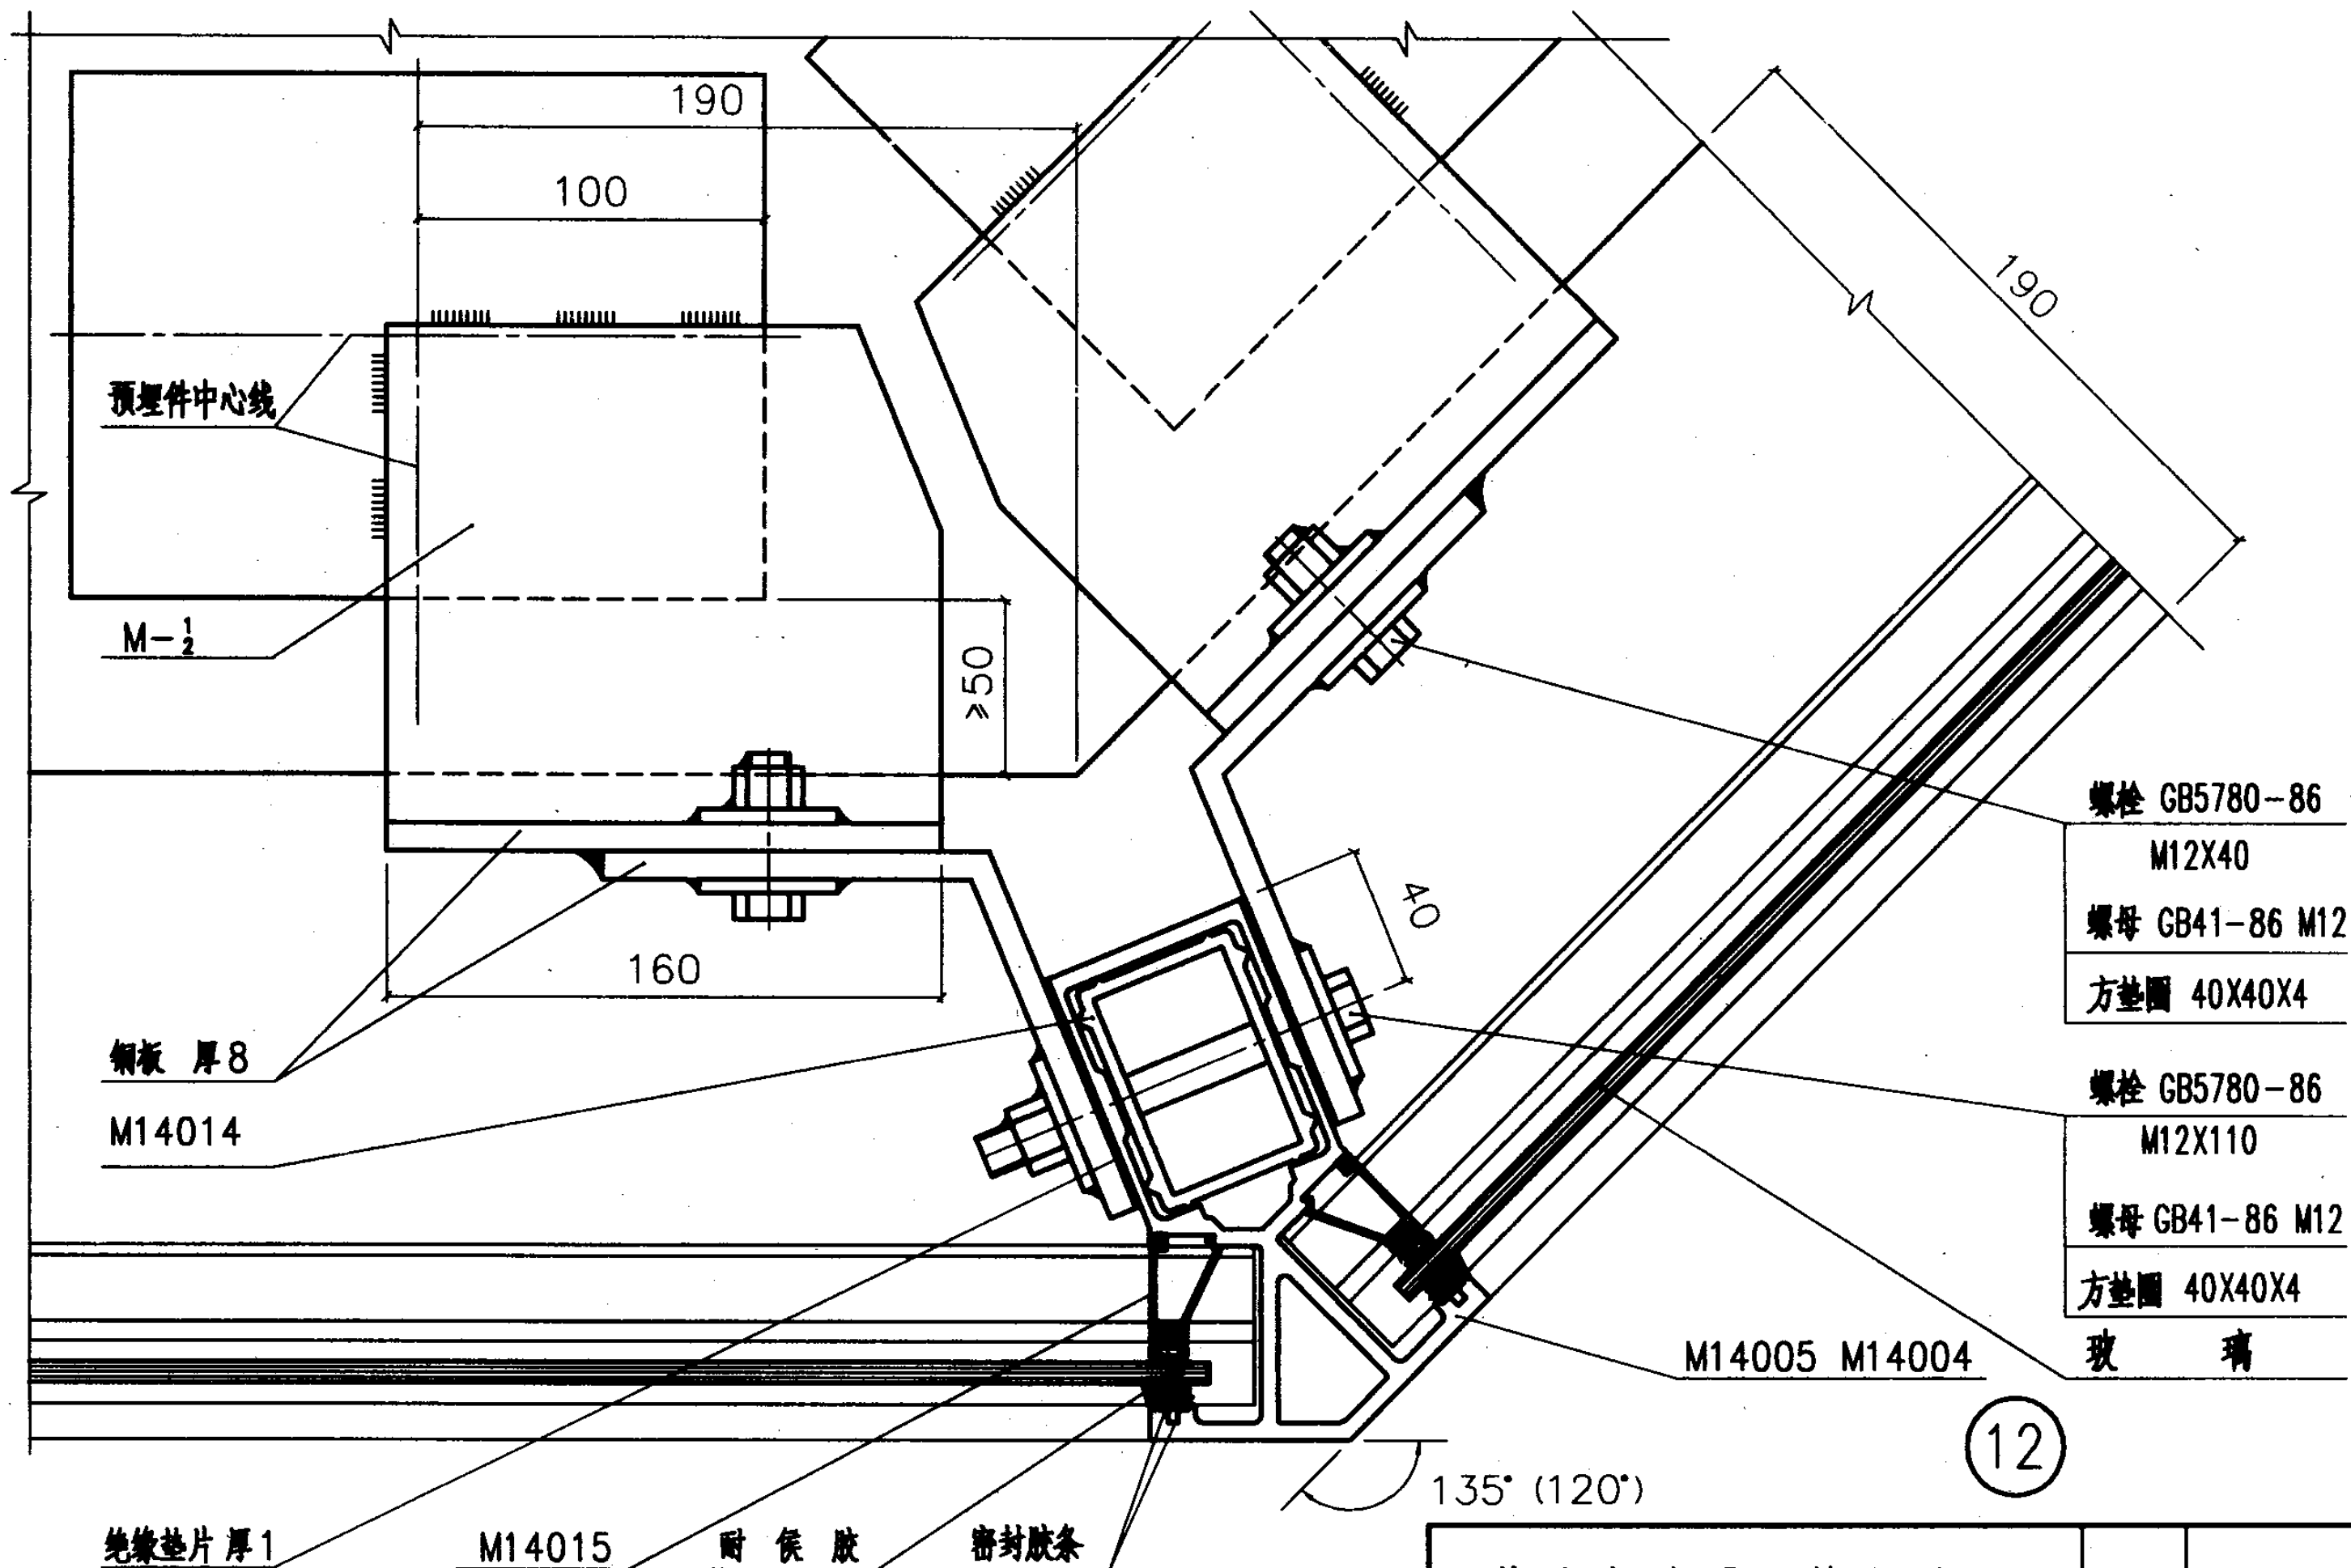 190
100
190
预埋件中心线
M-1/2
≥50
螺栓 GB5780-86
M12X40
螺母 GB41-86 M12
方垫圈 40X40X4
40
160
钢板 厚8
M14014
螺栓 GB5780-86
M12X110
螺母 GB41-86 M12
方垫圈 40X40X4
玻 璃
M14005 M14004
12
135° (120°)
绝缘垫片 厚1
M14015
耐侯胶
密封胶条